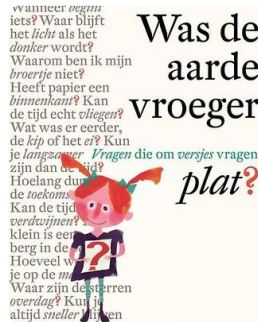 Wanneer begint
iets? Waar blijft
het licht als het
donker wordt?
Waarom ben ik mijn
broertje niet?
Heeft papier een
binnenkant? Kan
de tijd echt vliegen?
Wat was er eerder,
de kip of het ei? Kun
je langzamer
zijn dan de tijd?
Hoelang
de toekoms
Kan de tijd
verdwijnen?
klein is een
berg in de
Hoeveel
je op de
Waar zijn de sterren
overdag? Kun je
altijd sneller
Was de
aarde
vroeger
Vragen die om versjes vragen
plat?
?